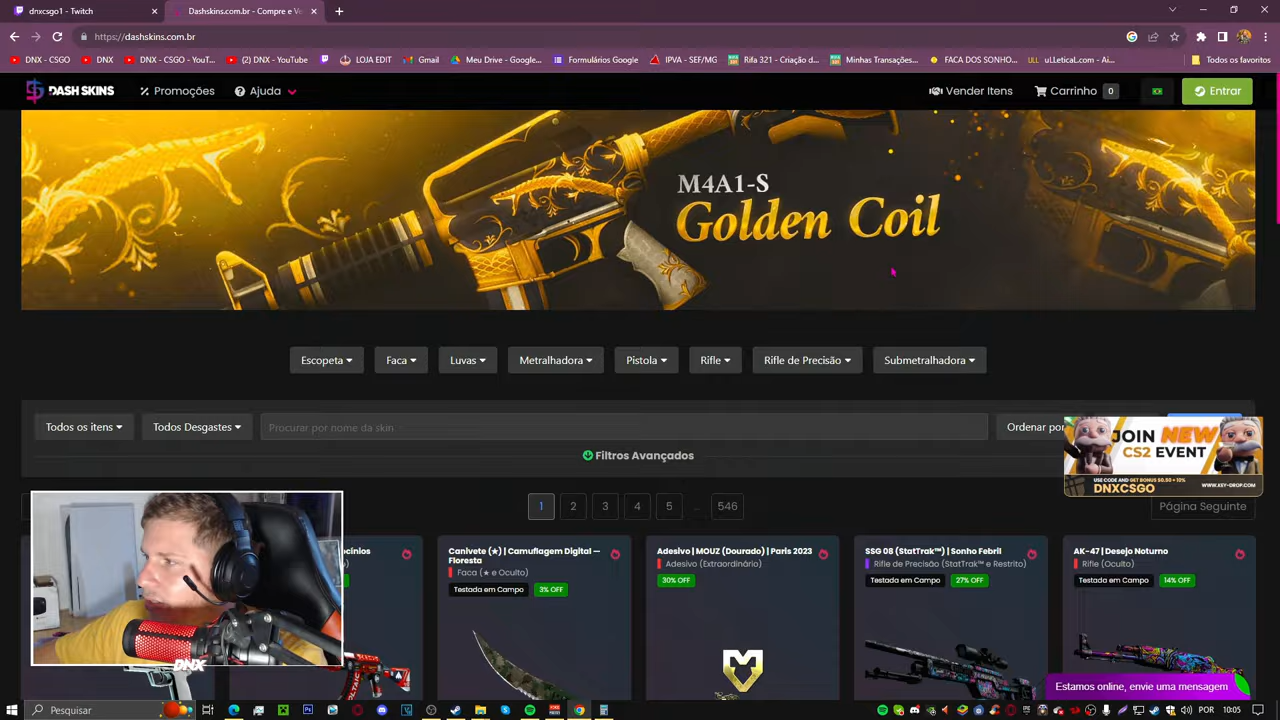 dnxcsgo1 - Twitch
Dashskins.com.br - Compre e V
https://dashskins.com.br
DNX - CSGO
DNX
DNX - CSGO - YouT...
(2) DNX - YouTube
LOJA EDIT
Gmail
Meu Drive - Google...
Formulários Google
IPVA - SEF/MG
Rifa 321 - Criação d...
Minhas Transações...
FACA DOS SONHO...
uLLeticaL.com - Ai...
Todos os favoritos
DASH SKINS
Promoções
Ajuda
Vender Itens
Carrinho
0
Entrar
M4A1-S
Golden Coil
Escopeta
Faca
Luvas
Metralhadora
Pistola
Rifle
Rifle de Precisão
Submetralhadora
Todos os itens
Todos Desgastes
Procurar por nome da skin
Ordenar por
Filtros Avançados
JOIN NEW
CS2 EVENT
USE CODE AND GET BONUS $0.50 + 10%
DNXCSGO
WWW.KEY-DROP.COM
1
2
3
4
5
...
546
Página Seguinte
Canivete (★) | Camuflagem Digital —
Floresta
Faca (★ e Oculto)
Testada em Campo
3% OFF
Adesivo | MOUZ (Dourado) | Paris 2023
Adesivo (Extraordinário)
30% OFF
SSG 08 (StatTrak™) | Sonho Febril
Rifle de Precisão (StatTrak™ e Restrito)
Testada em Campo
27% OFF
AK-47 | Desejo Noturno
Rifle (Oculto)
Testada em Campo
14% OFF
DNX
Estamos online, envie uma mensagem
Pesquisar
POR
10:05